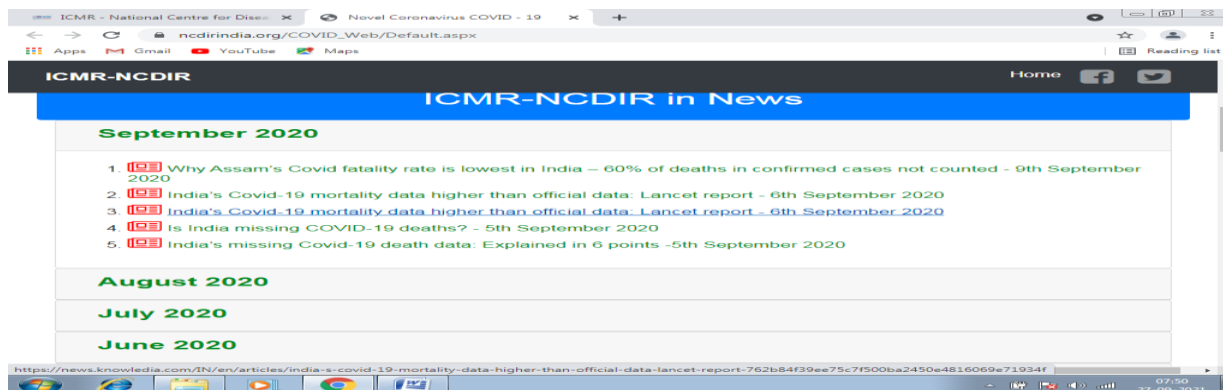 ICMR - National Centre for Disea
Novel Coronavirus COVID - 19
ncdirindia.org/COVID_Web/Default.aspx
Apps Gmail YouTube Maps Reading list
ICMR-NCDIR Home
ICMR-NCDIR in News
September 2020
1. Why Assam's Covid fatality rate is lowest in India – 60% of deaths in confirmed cases not counted - 9th September
2020
2. India's Covid-19 mortality data higher than official data: Lancet report - 6th September 2020
3. India's Covid-19 mortality data higher than official data: Lancet report - 6th September 2020
4. Is India missing COVID-19 deaths? - 5th September 2020
5. India's missing Covid-19 death data: Explained in 6 points -5th September 2020
August 2020
July 2020
June 2020
https://news.knowledia.com/IN/en/articles/india-s-covid-19-mortality-data-higher-than-official-data-lancet-report-762b84f39ee75c7f500ba2450e4816069e71934f
07:50